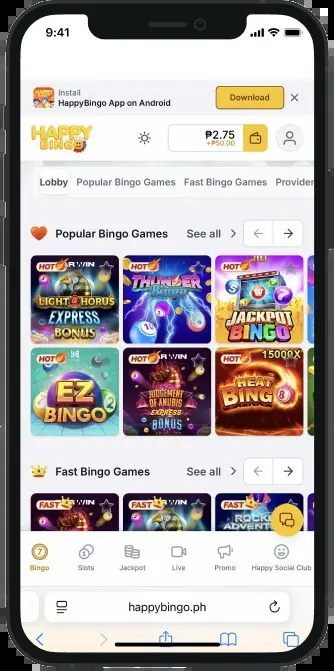 9:41
Install
HappyBingo App on Android
Download
HAPPY
BINGO
₱2.75
+₱50.00
Lobby Popular Bingo Games Fast Bingo Games Provider
Popular Bingo Games See all
HOT
WIN
LIGHT @ HORUS
EXPRESS
BONUS
HOT
THUNDER
Bingo
HOT
JACKPOT
BINGO
HOT
EZ
BINGO
HOT
WIN
JUDGEMENT
OF ANUBIS
EXPRESS
BONUS
HOT
15000X
HEAT
BINGO
Fast Bingo Games See all
FAST
WIN
FAST
WIN
FAST
ROCK
ADVENTU
Bingo
Slots
Jackpot
Live
Promo
Happy Social Club
happybingo.ph